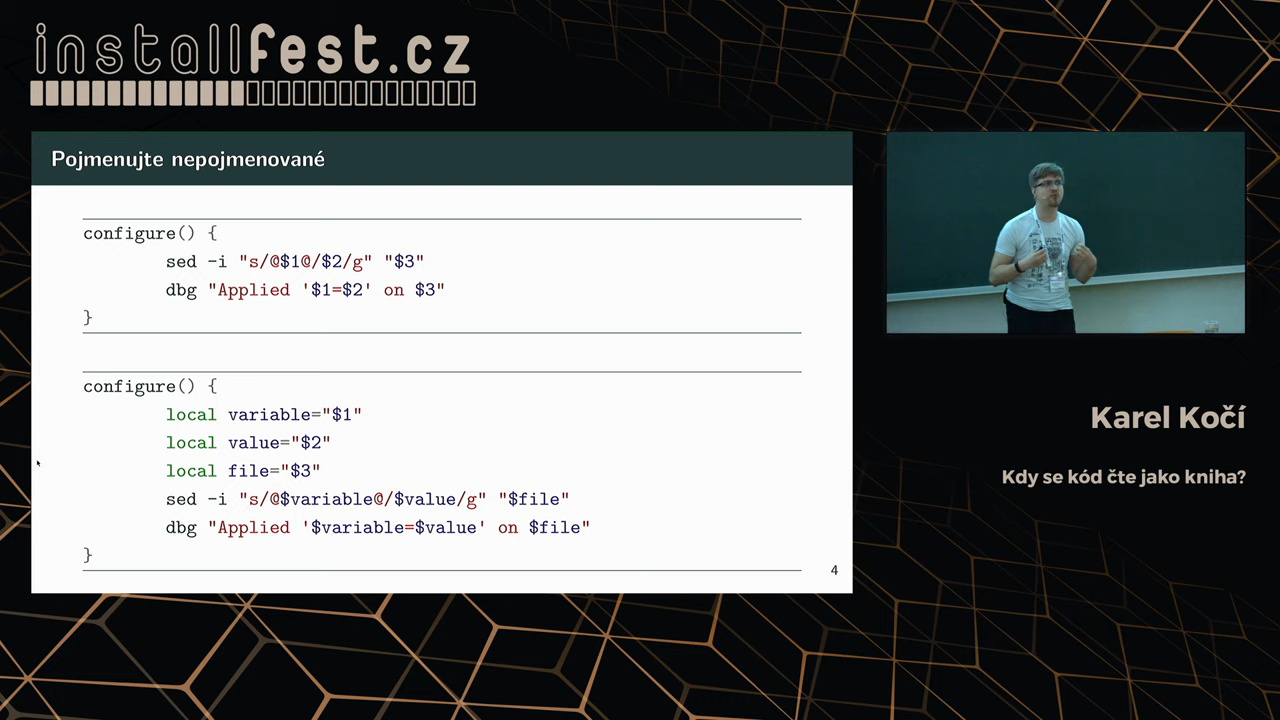 installfest.cz
Pojmenujte nepojmenované
configure() {
sed -i "s/@$1@/$2/g" "$3"
dbg "Applied '$1=$2' on $3"
}
configure() {
local variable="$1"
local value="$2"
local file="$3"
sed -i "s/@$variable@/$value/g" "$file"
dbg "Applied '$variable=$value' on $file"
}
4
Karel Kočí
Kdy se kód čte jako kniha?